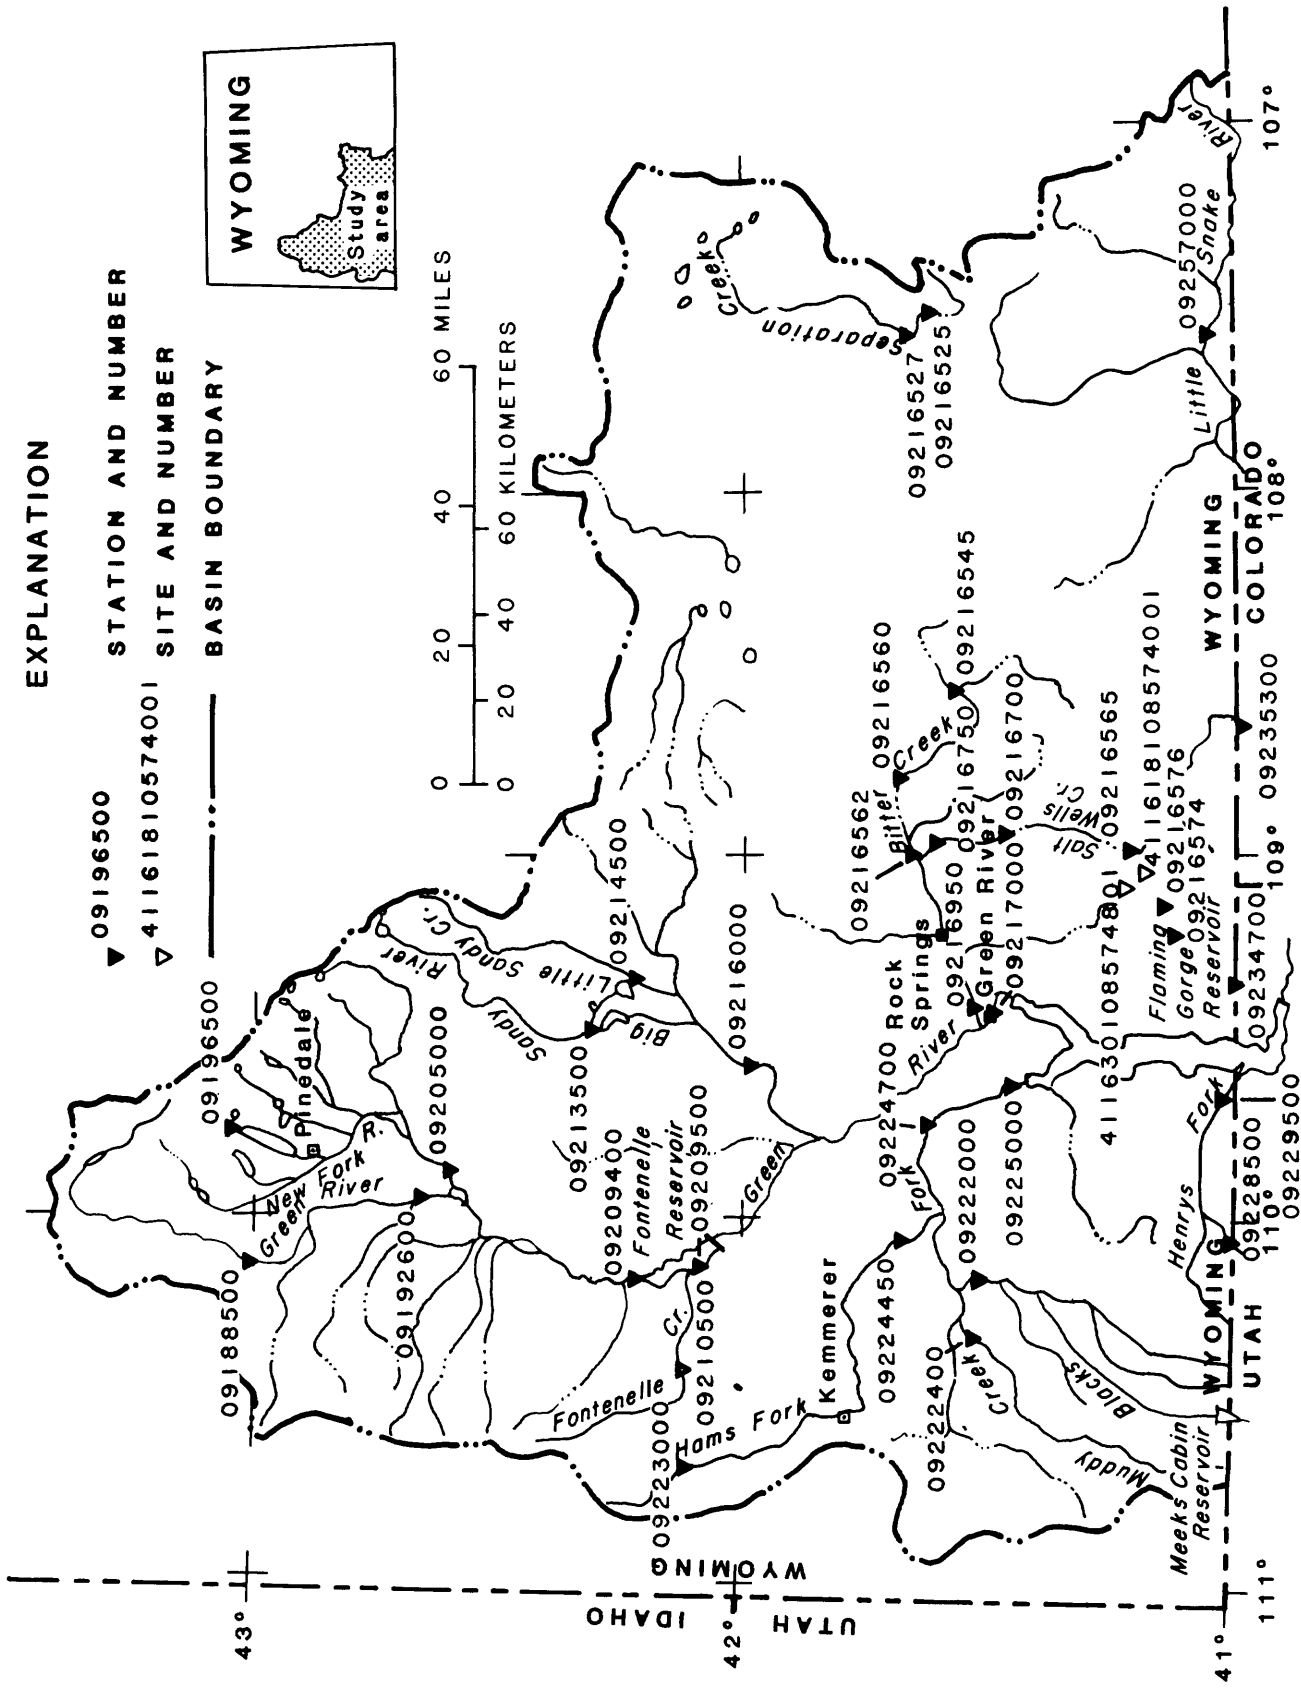 EXPLANATION
09196500
STATION AND NUMBER
411618105740​01
SITE AND NUMBER
BASIN BOUNDARY
WYOMING
Study
area
0 20 40 60 MILES
0 20 40 60 KILOMETERS
43°
42°
41°
111°
110°
109°
108°
107°
IDAHO
UTAH
WYOMING
WYOMING
UTAH
WYOMING
COLORADO
09188500
09196500
Pinedale
New Fork
R.
Green
River
09192600
09205000
Little Sandy Cr.
Big
Sandy
River
09213500
09214500
09216000
09209400
Fontenelle
Reservoir
09209500
Green
Fontenelle
Cr.
09210500
09223000
Hams Fork
Kemmerer
09224450
09222400
Muddy
Creek
Blacks
Fork
09222000
09224700
09225000
Meeks Cabin
Reservoir
Henrys
Fork
09228500
09229500
Rock
Springs
River
Green River
09216950
09217000
09216562
Bitter
Creek
09216560
09216545
09216750
09216700
Salt
Wells
Cr.
09216565
411630108574801
411618108574001
09216576
09216574
Flaming
Gorge
Reservoir
09234700
09235300
Separation
Creek
09216527
09216525
09257000
Little
Snake
River